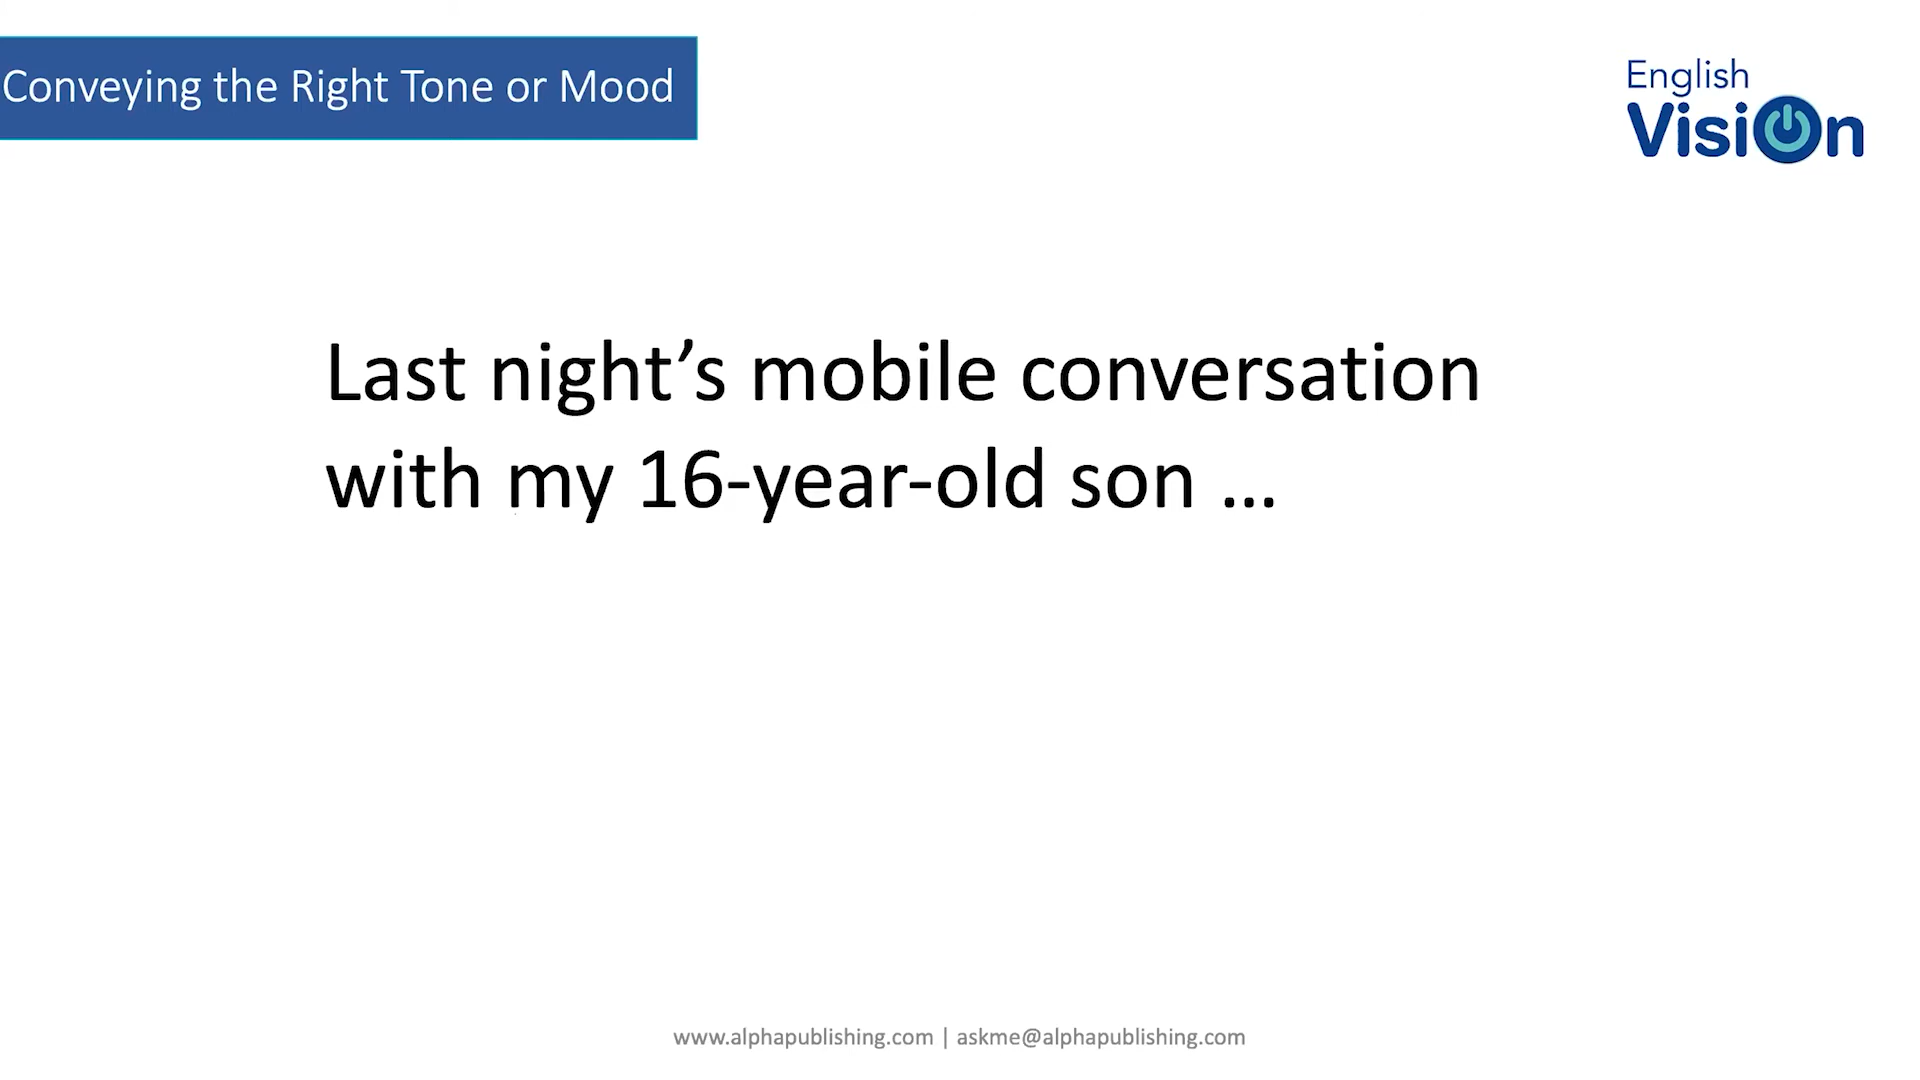 Conveying the Right Tone or Mood
English
Vision
Last night’s mobile conversation
with my 16-year-old son …
www.alphapublishing.com | askme@alphapublishing.com